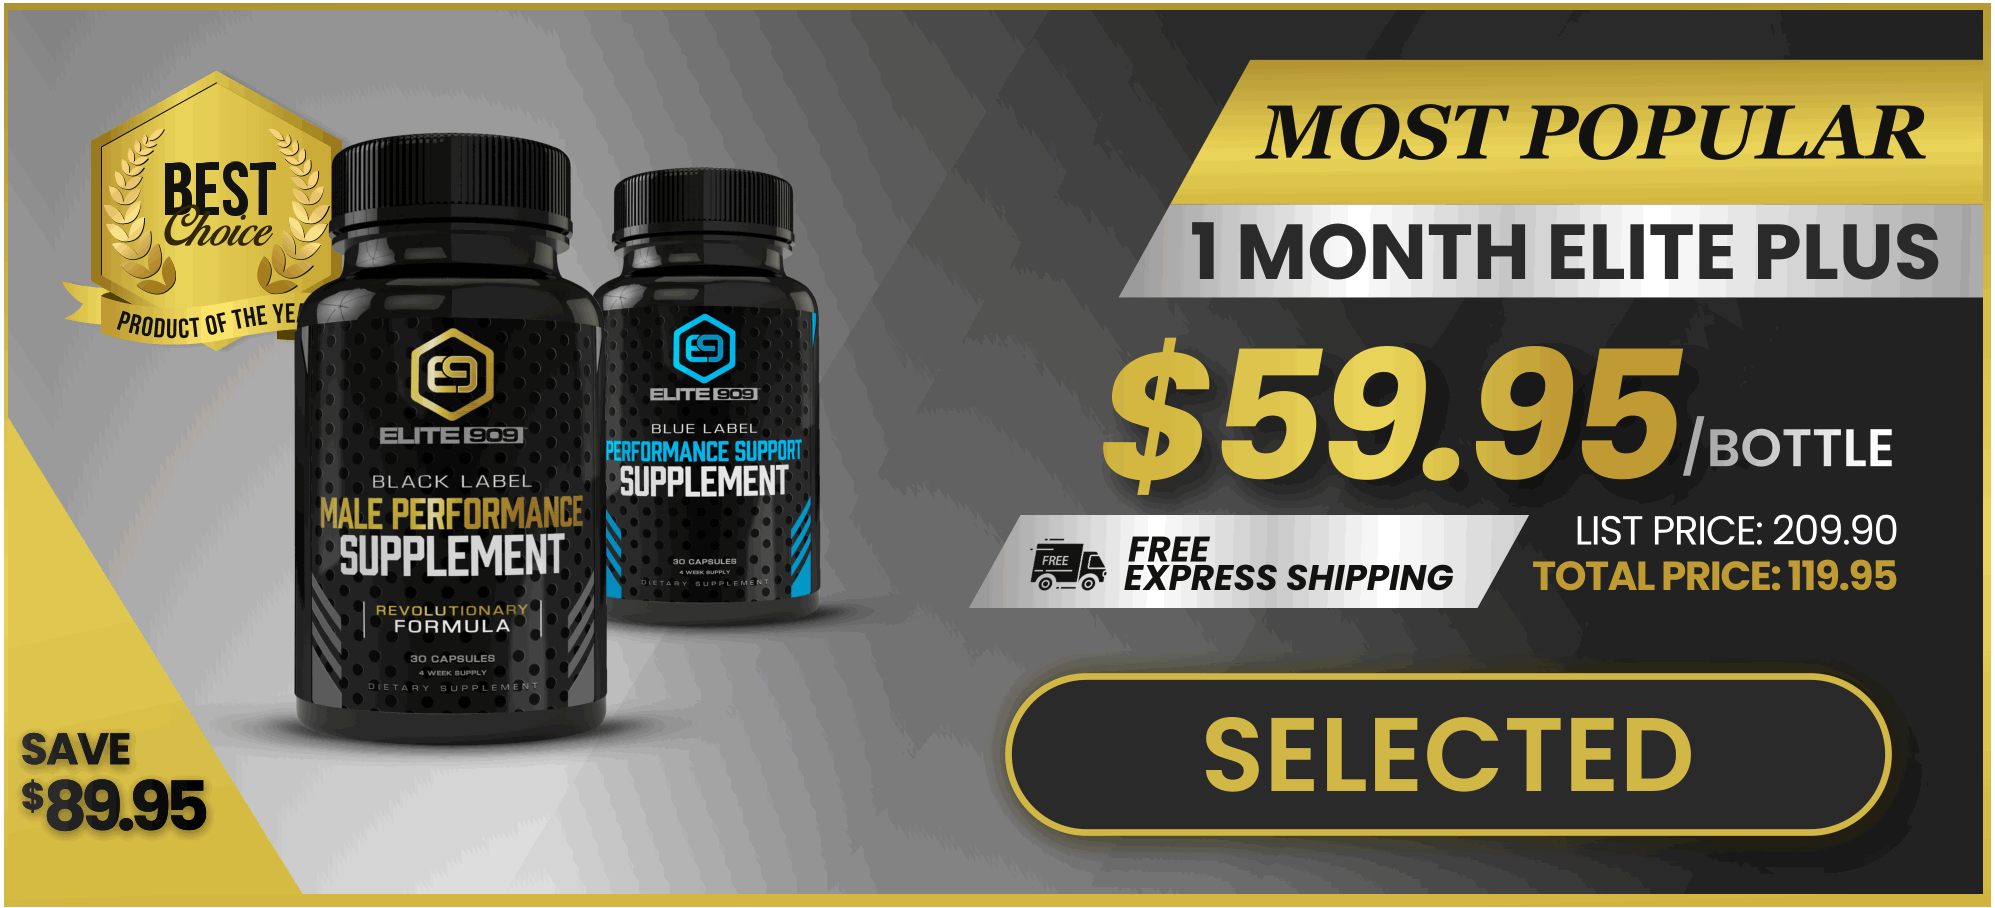 BEST
Choice
PRODUCT OF THE YEA
E9
ELITE 909
BLACK LABEL
MALE PERFORMANCE
SUPPLEMENT
REVOLUTIONARY
FORMULA
30 CAPSULES
4 WEEK SUPPLY
DIETARY SUPPLEMENT
E9
ELITE 909
BLUE LABEL
PERFORMANCE SUPPORT
SUPPLEMENT
30 CAPSULES
4 WEEK SUPPLY
DIETARY SUPPLEMENT
SAVE
$89.95
MOST POPULAR
1 MONTH ELITE PLUS
$59.95/BOTTLE
FREE
FREE
EXPRESS SHIPPING
LIST PRICE: 209.90
TOTAL PRICE: 119.95
SELECTED